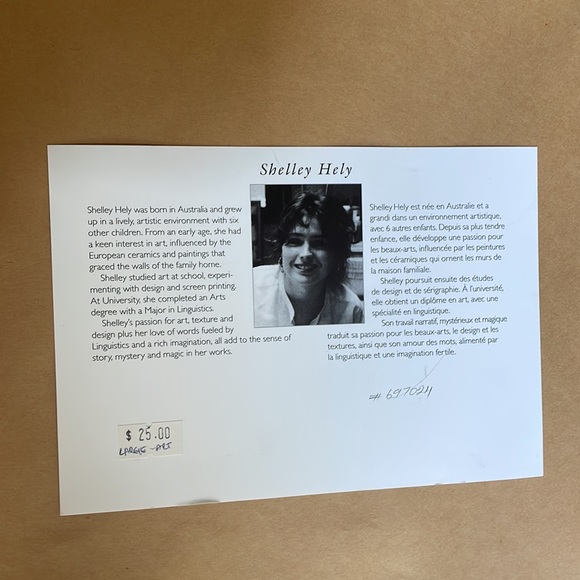 Shelley Hely
Shelley Hely was born in Australia and grew
up in a lively, artistic environment with six
other children. From an early age, she had
a keen interest in art, influenced by the
European ceramics and paintings that
graced the walls of the family home.
Shelley studied art at school, experi-
menting with design and screen printing.
At University, she completed an Arts
degree with a Major in Linguistics.
Shelley's passion for art, texture and
design plus her love of words fueled by
Linguistics and a rich imagination, all add to the sense of
story, mystery and magic in her works.
Shelley Hely est née en Australie et a
grandi dans un environnement artistique,
avec 6 autres enfants. Depuis sa plus tendre
enfance, elle développe une passion pour
les beaux-arts, influencée par les peintures
et les céramiques qui ornent les murs de
la maison familiale.
Shelley poursuit ensuite des études
de design et de sérigraphie. À l'université,
elle obtient un diplôme en art, avec une
spécialité en linguistique.
Son travail narratif, mystérieux et magique
traduit sa passion pour les beaux-arts, le design et les
textures, ainsi que son amour des mots, alimenté par
la linguistique et une imagination fertile.
# 697024
$ 25.00
LARGE - ART